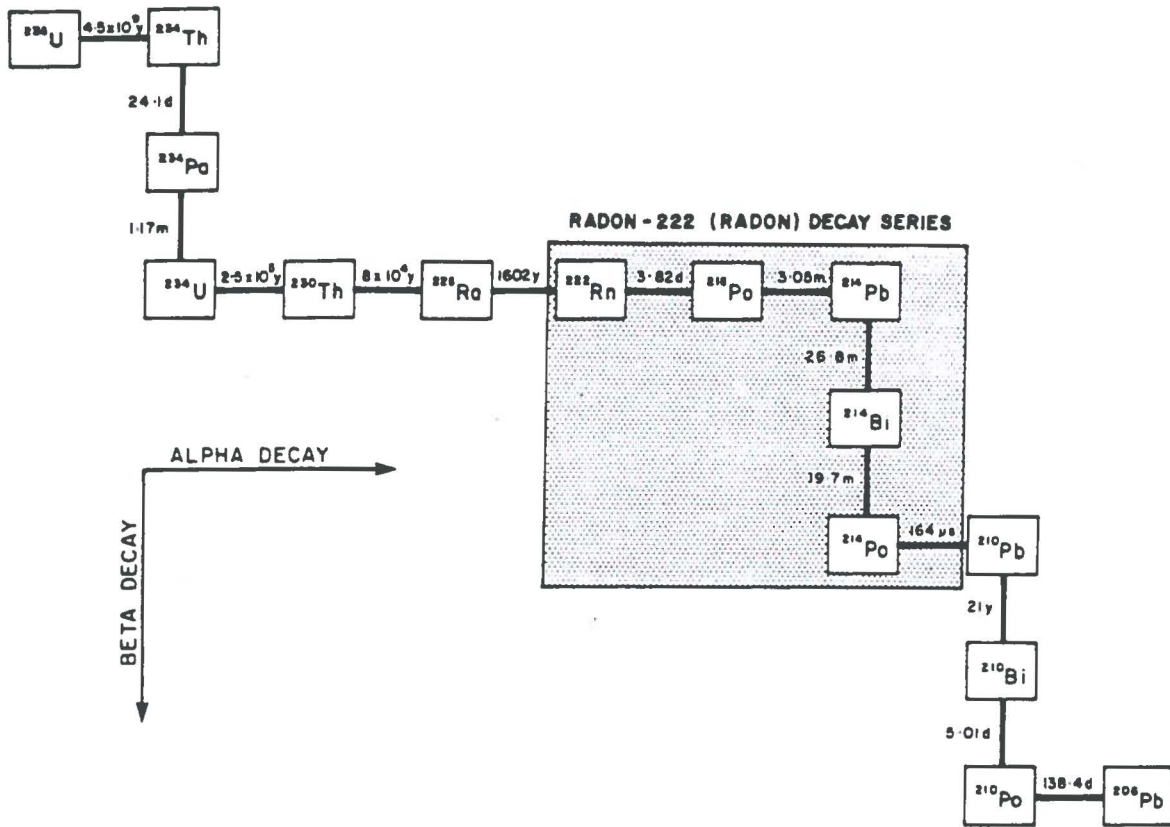 ²³⁸U 4·5x10⁹y ²³⁴Th
24·1d
²³⁴Pa
1·17m
RADON-222 (RADON) DECAY SERIES
²³⁴U 2·5x10⁵y ²³⁰Th 8x10⁴y ²²⁶Ra 1602y ²²²Rn 3·82d ²¹⁸Po 3·05m ²¹⁴Pb
26·8m
²¹⁴Bi
ALPHA DECAY
19·7m
BETA DECAY
²¹⁴Po 164 μs ²¹⁰Pb
21y
²¹⁰Bi
5·01d
²¹⁰Po 138·4d ²⁰⁶Pb